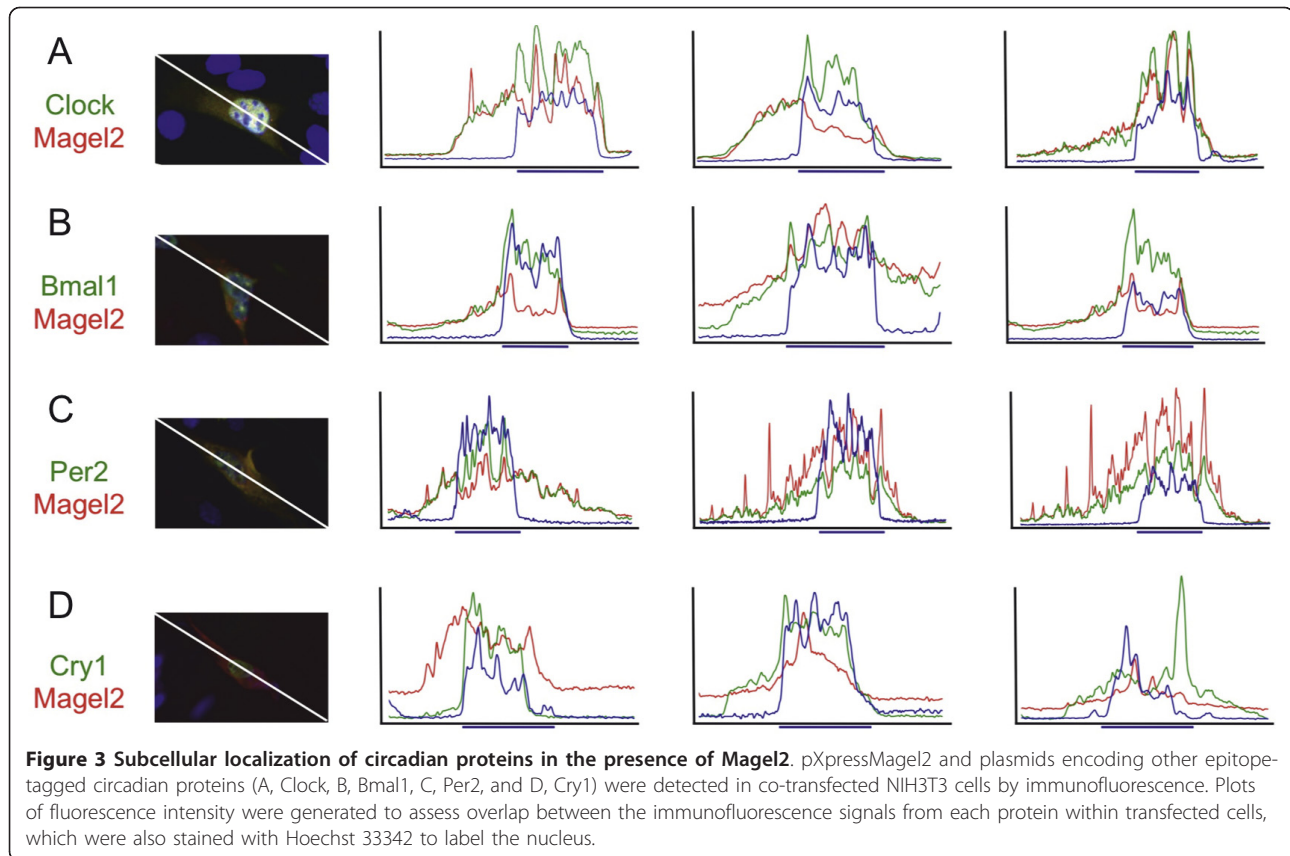 A
Clock
Magel2
B
Bmal1
Magel2
C
Per2
Magel2
D
Cry1
Magel2
Figure 3 Subcellular localization of circadian proteins in the presence of Magel2. pXpressMagel2 and plasmids encoding other epitope-
tagged circadian proteins (A, Clock, B, Bmal1, C, Per2, and D, Cry1) were detected in co-transfected NIH3T3 cells by immunofluorescence. Plots
of fluorescence intensity were generated to assess overlap between the immunofluorescence signals from each protein within transfected cells,
which were also stained with Hoechst 33342 to label the nucleus.